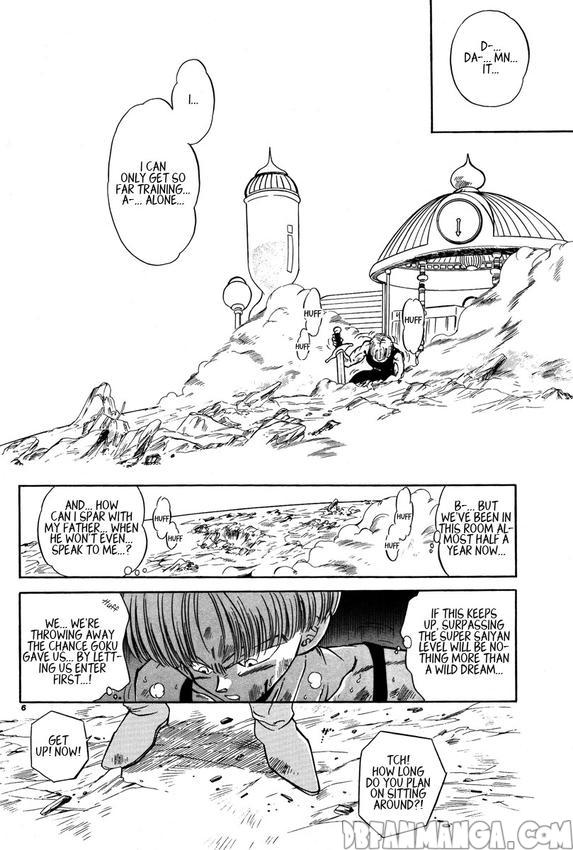 D-...
DA-... MN...
IT...
I...
I CAN
ONLY GET SO
FAR TRAINING...
A-... ALONE...
HUFF
HUFF
HUFF
B-... BUT
WE'VE BEEN IN
THIS ROOM AL-
MOST HALF A
YEAR NOW...
HUFF
HUFF
AND... HOW
CAN I SPAR WITH
MY FATHER... WHEN
HE WON'T EVEN...
SPEAK TO ME...?
HUFF
HUFF
IF THIS KEEPS
UP, SURPASSING
THE SUPER SAIYAN
LEVEL WILL BE NO-
THING MORE THAN
A WILD DREAM...
HUFF
WE... WE'RE
THROWING AWAY
THE CHANCE GOKU
GAVE US... BY LETT-
ING US ENTER
FIRST...!
6
TCH!
HOW LONG
DO YOU PLAN
ON SITTING
AROUND?!
GET
UP! NOW!
DBFANMANGA.COM